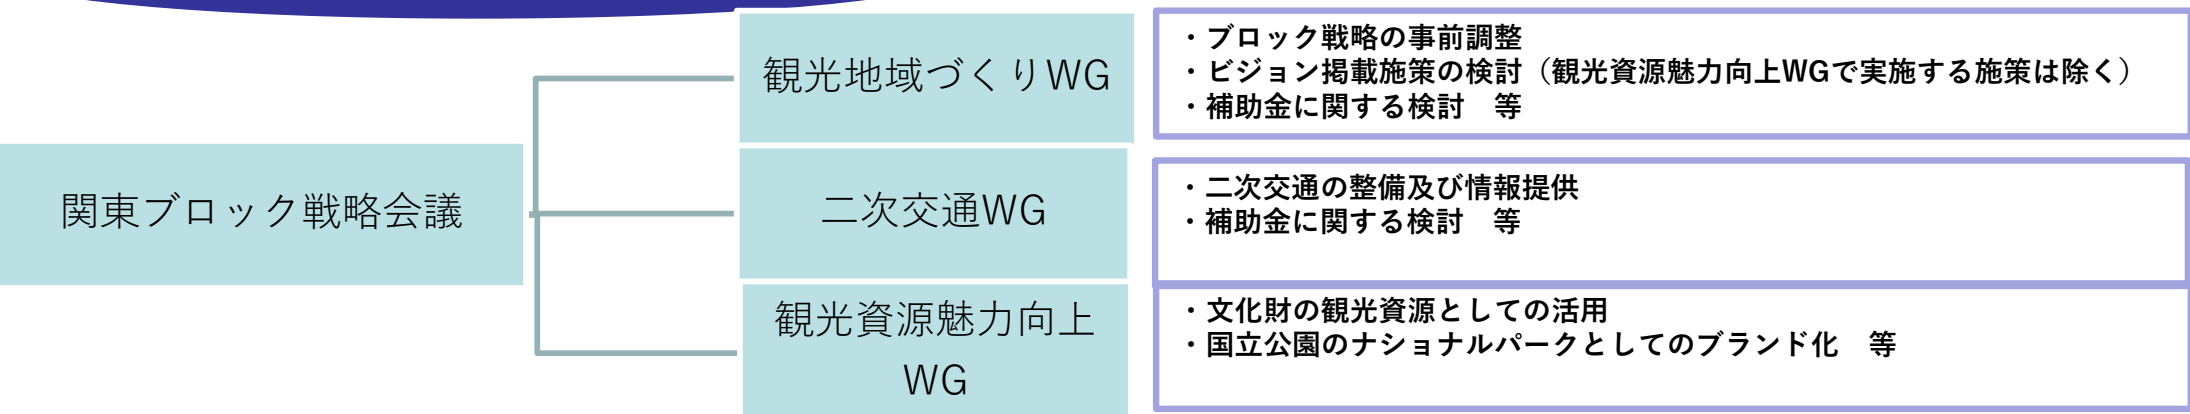 関東ブロック戦略会議
観光地域づくりWG
・ブロック戦略の事前調整
・ビジョン掲載施策の検討（観光資源魅力向上WGで実施する施策は除く）
・補助金に関する検討　等
二次交通WG
・二次交通の整備及び情報提供
・補助金に関する検討　等
観光資源魅力向上
WG
・文化財の観光資源としての活用
・国立公園のナショナルパークとしてのブランド化　等